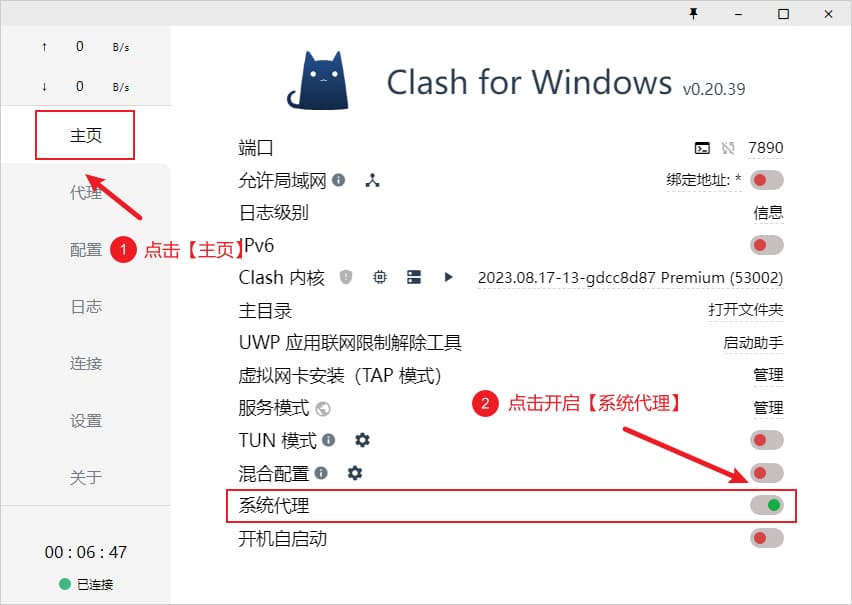 ↑ 0 B/s
↓ 0 B/s
主页
代理
配置
日志
连接
设置
关于
00 : 06 : 47
已连接
Clash for Windows v0.20.39
端口 7890
允许局域网 绑定地址: *
日志级别 信息
1 点击【主页】
IPv6
Clash 内核 2023.08.17-13-gdcc8d87 Premium (53002)
主目录 打开文件夹
UWP 应用联网限制解除工具 启动助手
虚拟网卡安装（TAP 模式） 管理
服务模式 管理
2 点击开启【系统代理】
TUN 模式
混合配置
系统代理
开机自启动